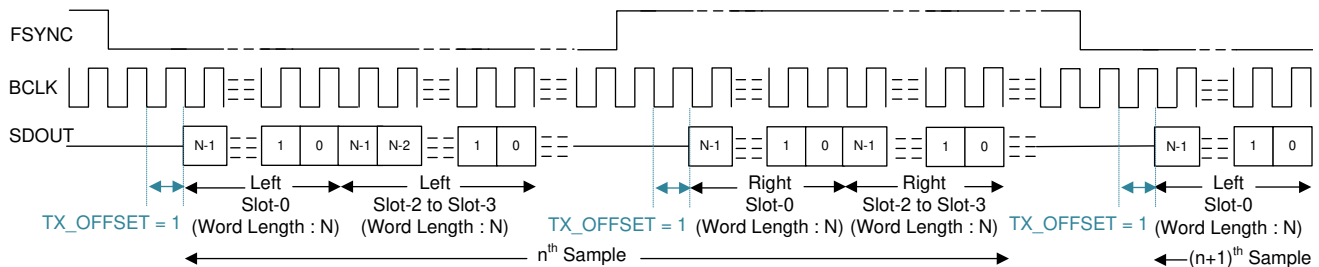 FSYNC
BCLK
SDOUT
N-1 1 0 N-1 N-2 1 0 N-1 1 0 N-1 1 0 N-1 1 0
Left Left Right Right Left
Slot-0 Slot-2 to Slot-3 Slot-0 Slot-2 to Slot-3 Slot-0
TX_OFFSET = 1 (Word Length : N) (Word Length : N) TX_OFFSET = 1 (Word Length : N) (Word Length : N) TX_OFFSET = 1 (Word Length : N)
nth Sample (n+1)th Sample